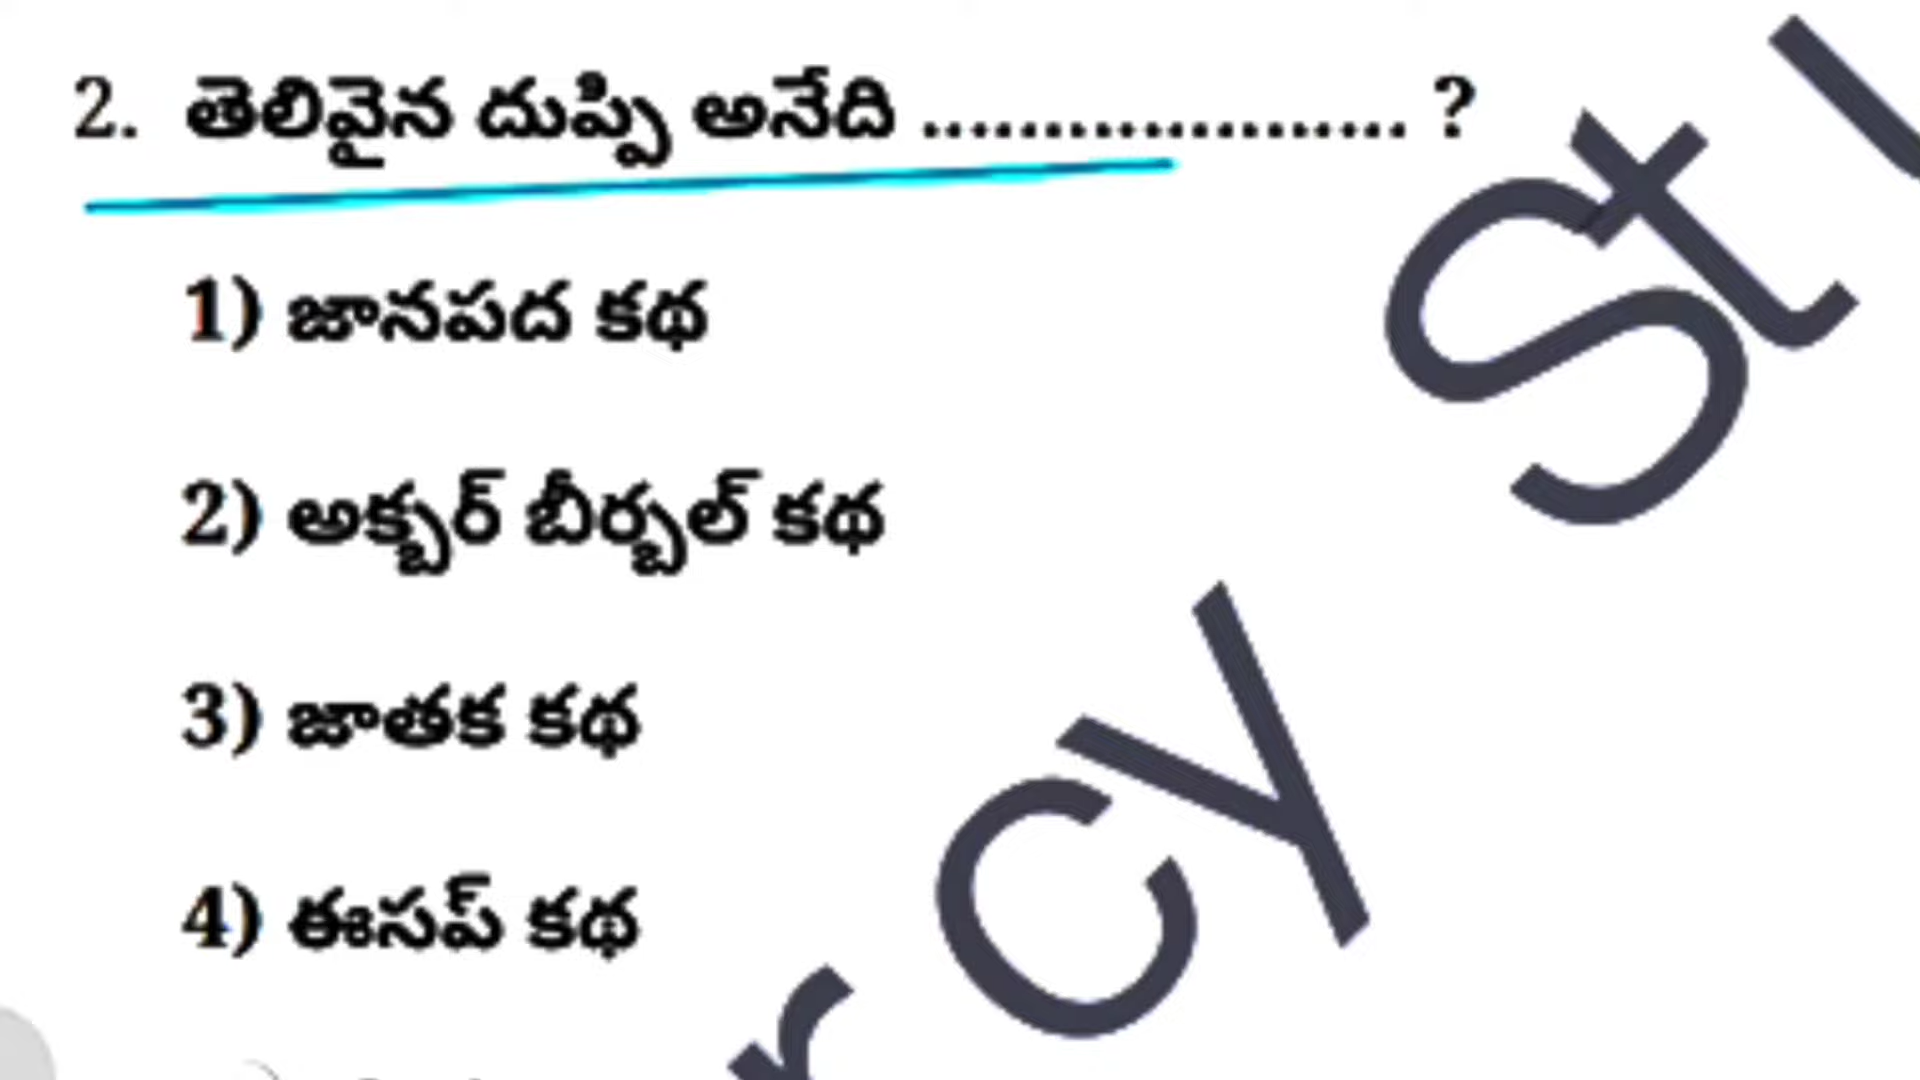 2. తెలివైన దుప్పి అనేది .................... ?
1) జానపద కథ
2) అక్బర్ బీర్బల్ కథ
3) జాతక కథ
4) ఈసప్ కథ